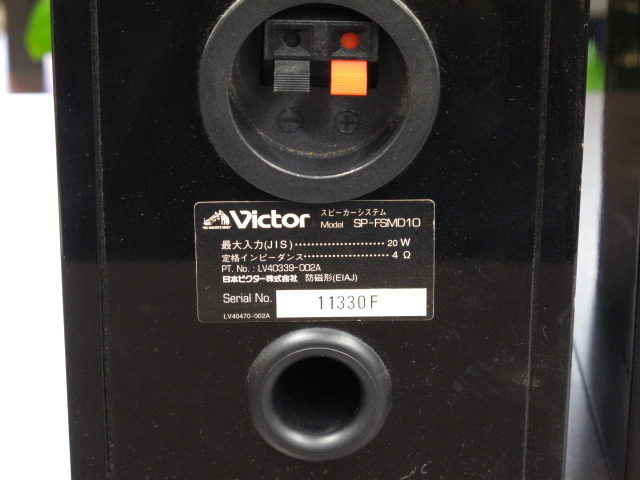 Victor スピーカーシステム
Model SP-FSMD10
最大入力(JIS) 20 W
定格インピーダンス 4 Ω
PT. No. : LV40339-002A
日本ビクター株式会社 防磁形(EIAJ)
Serial No. 11330F
LV40470-002A